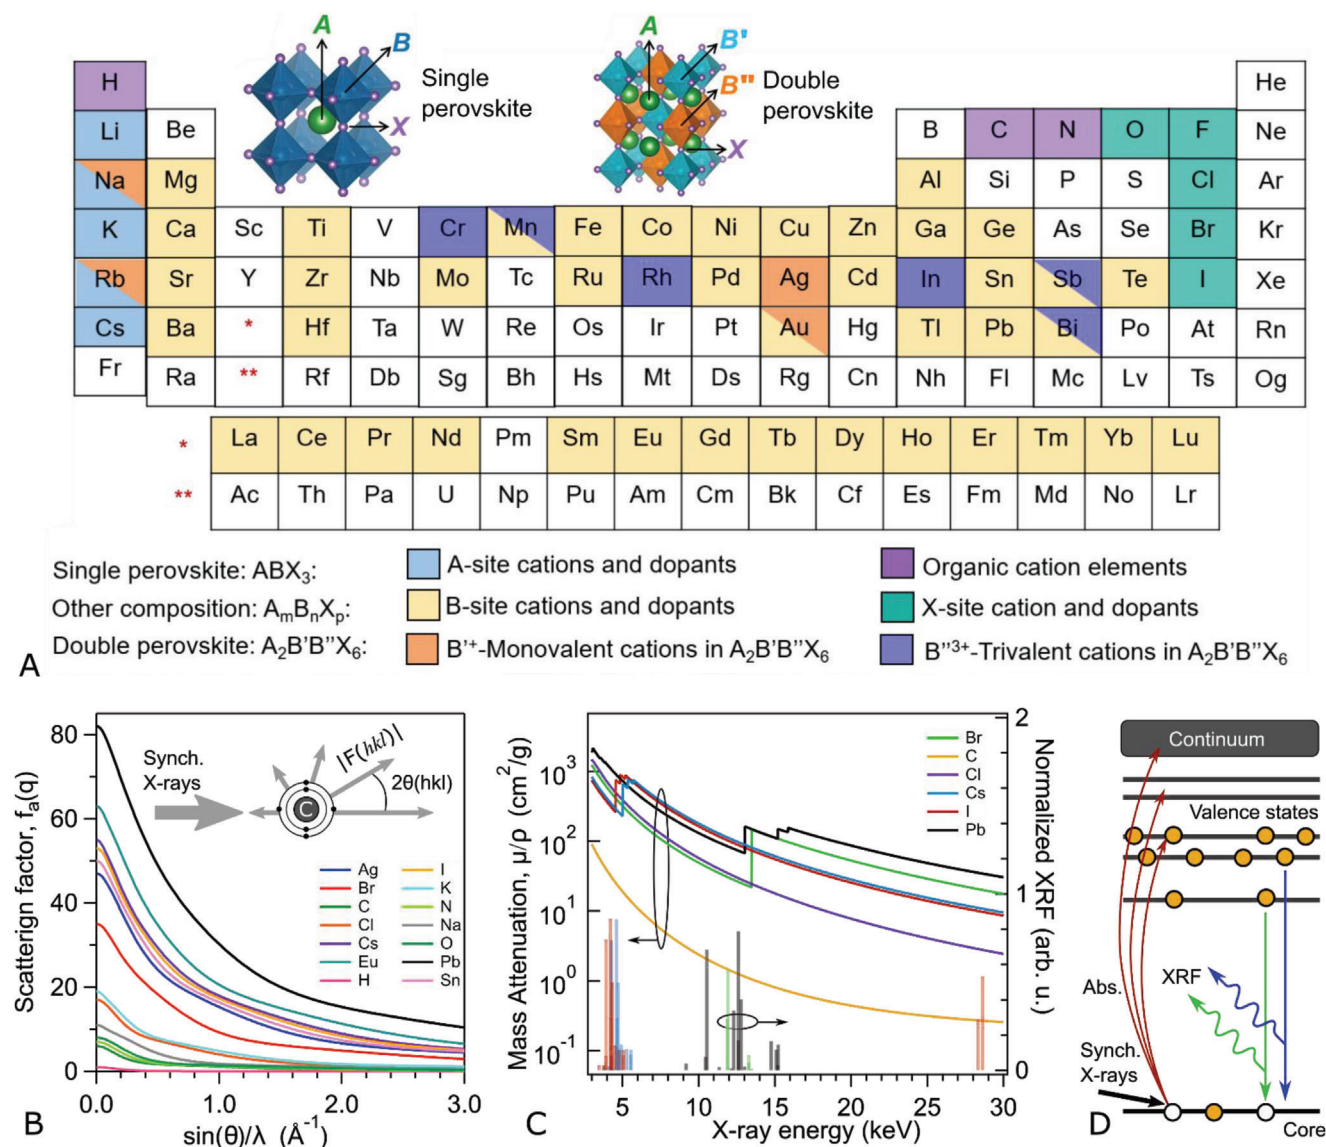 A
B
X
Single
perovskite
A
B'
B"
X
Double
perovskite
H He
Li Be B C N O F Ne
Na Mg Al Si P S Cl Ar
K Ca Sc Ti V Cr Mn Fe Co Ni Cu Zn Ga Ge As Se Br Kr
Rb Sr Y Zr Nb Mo Tc Ru Rh Pd Ag Cd In Sn Sb Te I Xe
Cs Ba * Hf Ta W Re Os Ir Pt Au Hg Tl Pb Bi Po At Rn
Fr Ra ** Rf Db Sg Bh Hs Mt Ds Rg Cn Nh Fl Mc Lv Ts Og
* La Ce Pr Nd Pm Sm Eu Gd Tb Dy Ho Er Tm Yb Lu
** Ac Th Pa U Np Pu Am Cm Bk Cf Es Fm Md No Lr
Single perovskite: ABX₃: A-site cations and dopants Organic cation elements
Other composition: AₘBₙXₚ: B-site cations and dopants X-site cation and dopants
Double perovskite: A₂B'B"X₆: B'⁺-Monovalent cations in A₂B'B"X₆ B"³⁺-Trivalent cations in A₂B'B"X₆
A
Scatterign factor, fₐ(q)
80
60
40
20
0
0.0 1.0 2.0 3.0
sin(θ)/λ (Å⁻¹)
Synch.
X-rays
C
|F(hkl)|
2θ(hkl)
Ag I
Br K
C N
Cl Na
Cs O
Eu Pb
H Sn
B
Mass Attenuation, µ/ρ (cm²/g)
10³
10²
10¹
10⁰
10⁻¹
5 10 15 20 25 30
X-ray energy (keV)
Br
C
Cl
Cs
I
Pb
2
1
0
Normalized XRF (arb. u.)
C
Continuum
Valence states
XRF
Abs.
Synch.
X-rays
Core
D